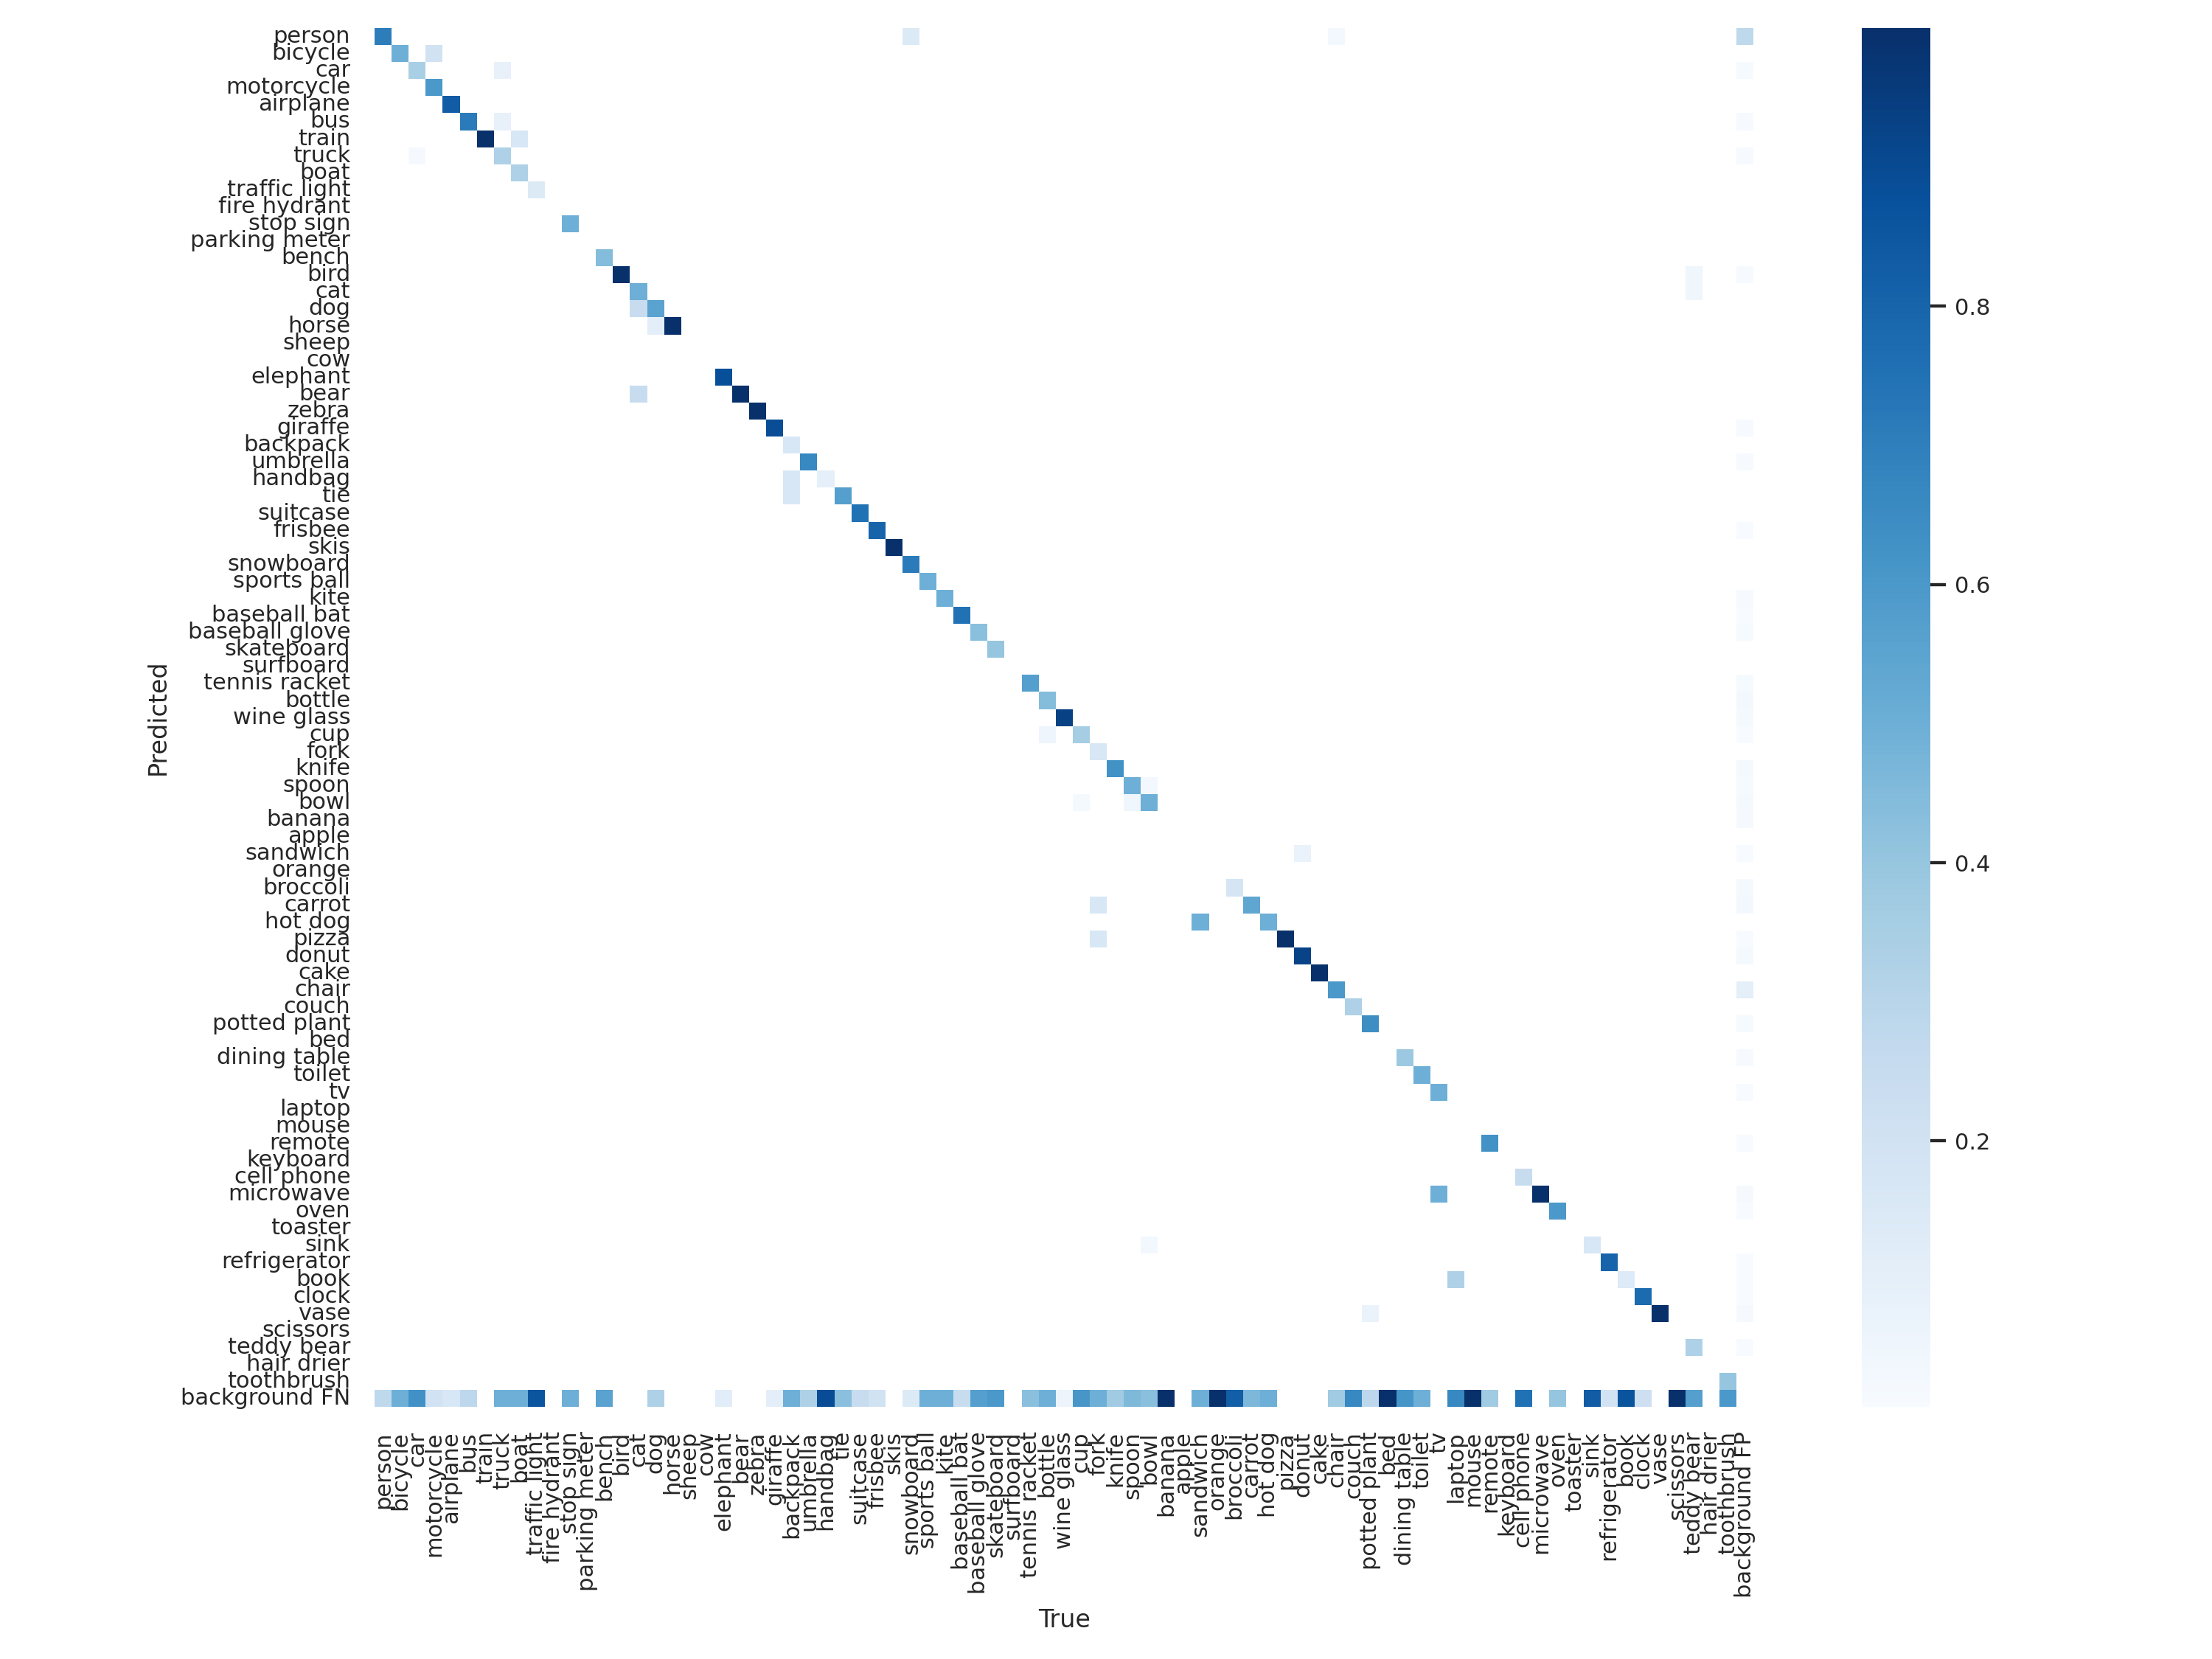 person
bicycle
car
motorcycle
airplane
bus
train
truck
boat
traffic light
fire hydrant
stop sign
parking meter
bench
bird
cat
dog
horse
sheep
cow
elephant
bear
zebra
giraffe
backpack
umbrella
handbag
tie
suitcase
frisbee
skis
snowboard
sports ball
kite
baseball bat
baseball glove
skateboard
surfboard
tennis racket
bottle
wine glass
cup
fork
knife
spoon
bowl
banana
apple
sandwich
orange
broccoli
carrot
hot dog
pizza
donut
cake
chair
couch
potted plant
bed
dining table
toilet
tv
laptop
mouse
remote
keyboard
cell phone
microwave
oven
toaster
sink
refrigerator
book
clock
vase
scissors
teddy bear
hair drier
toothbrush
background FN
Predicted
person
bicycle
car
motorcycle
airplane
bus
train
truck
boat
traffic light
fire hydrant
stop sign
parking meter
bench
bird
cat
dog
horse
sheep
cow
elephant
bear
zebra
giraffe
backpack
umbrella
handbag
tie
suitcase
frisbee
skis
snowboard
sports ball
kite
baseball bat
baseball glove
skateboard
surfboard
tennis racket
bottle
wine glass
cup
fork
knife
spoon
bowl
banana
apple
sandwich
orange
broccoli
carrot
hot dog
pizza
donut
cake
chair
couch
potted plant
bed
dining table
toilet
tv
laptop
mouse
remote
keyboard
cell phone
microwave
oven
toaster
sink
refrigerator
book
clock
vase
scissors
teddy bear
hair drier
toothbrush
background FP
True
0.8
0.6
0.4
0.2